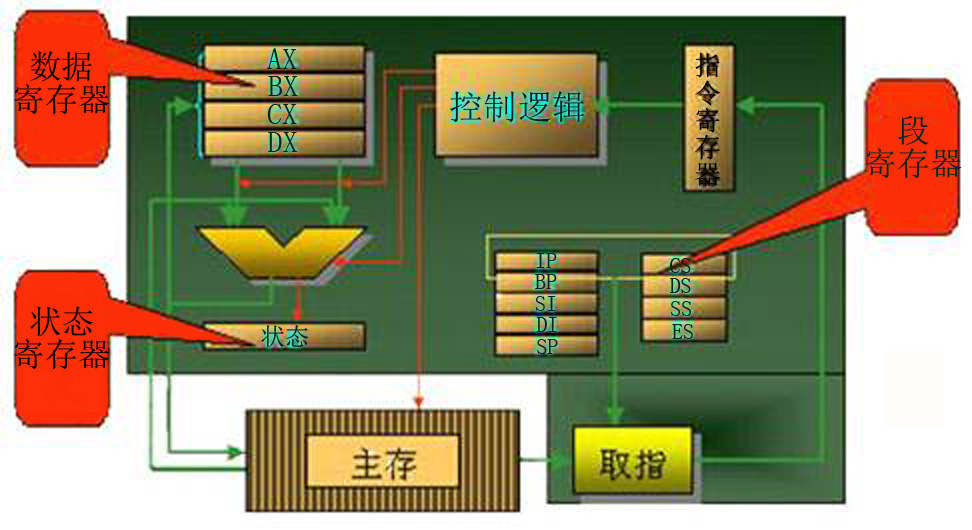 数据
寄存器
AX
BX
CX
DX
控制逻辑
指令寄存器
段
寄存器
IP
BP
SI
DI
SP
CS
DS
SS
ES
状态
寄存器
状态
主存
取指